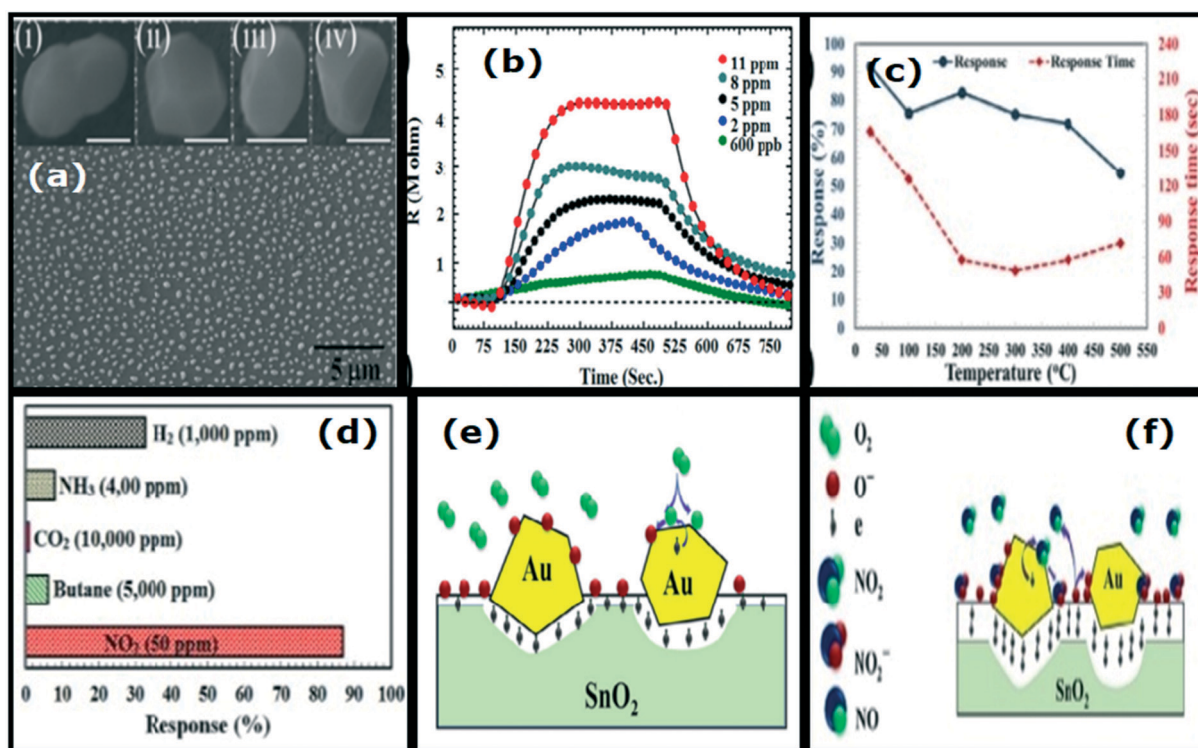 (i)
(ii)
(iii)
(iv)
(a)
5 μm
(b)
11 ppm
8 ppm
5 ppm
2 ppm
600 ppb
R (M ohm)
5
4
3
2
1
0 75 150 225 300 375 450 525 600 675 750
Time (Sec.)
(c)
Response
Response Time
Response (%)
100
90
80
70
60
50
40
30
20
10
0
240
210
180
150
120
90
60
30
0
Response time (sec)
0 50 100 150 200 250 300 350 400 450 500 550
Temperature (°C)
(d)
H₂ (1,000 ppm)
NH₃ (4,00 ppm)
CO₂ (10,000 ppm)
Butane (5,000 ppm)
NO₂ (50 ppm)
0 10 20 30 40 50 60 70 80 90 100
Response (%)
(e)
Au
Au
SnO₂
(f)
O₂
O⁻
e
NO₂
NO₂⁻
NO
Au
SnO₂